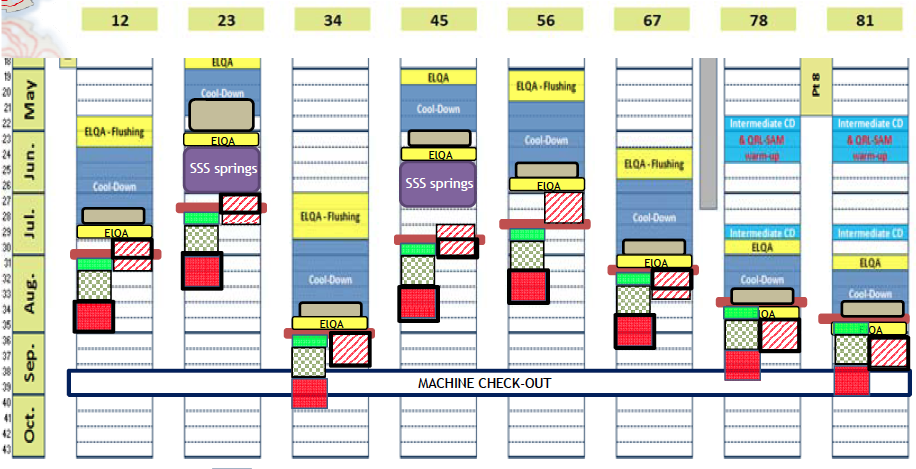 12 23 34 45 56 67 78 81
May
Jun.
Jul.
Aug.
Sep.
Oct.
18
19
20
21
22
23
24
25
26
27
28
29
30
31
32
33
34
35
36
37
38
39
40
41
42
43
ELQA - Flushing
Cool-Down
ElQA
ELQA
Cool-Down
ElQA
SSS springs
ELQA - Flushing
Cool-Down
ElQA
ELQA
Cool-Down
ElQA
SSS springs
ELQA - Flushing
Cool-Down
ElQA
ELQA - Flushing
Cool-Down
ElQA
Pt 8
Intermediate CD
& QRL-SAM
warm-up
Intermediate CD
ELQA
Cool-Down
Intermediate CD
& QRL-SAM
warm-up
Intermediate CD
ELQA
Cool-Down
MACHINE CHECK-OUT